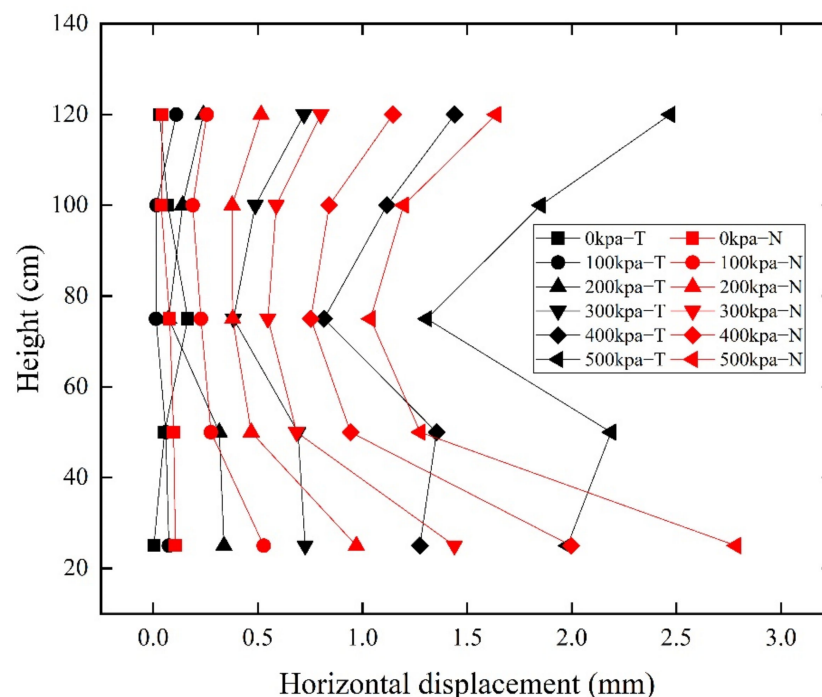 140
120
100
80
60
40
20
Height (cm)
0kpa−T 0kpa−N
100kpa−T 100kpa−N
200kpa−T 200kpa−N
300kpa−T 300kpa−N
400kpa−T 400kpa−N
500kpa−T 500kpa−N
0.0 0.5 1.0 1.5 2.0 2.5 3.0
Horizontal displacement (mm)